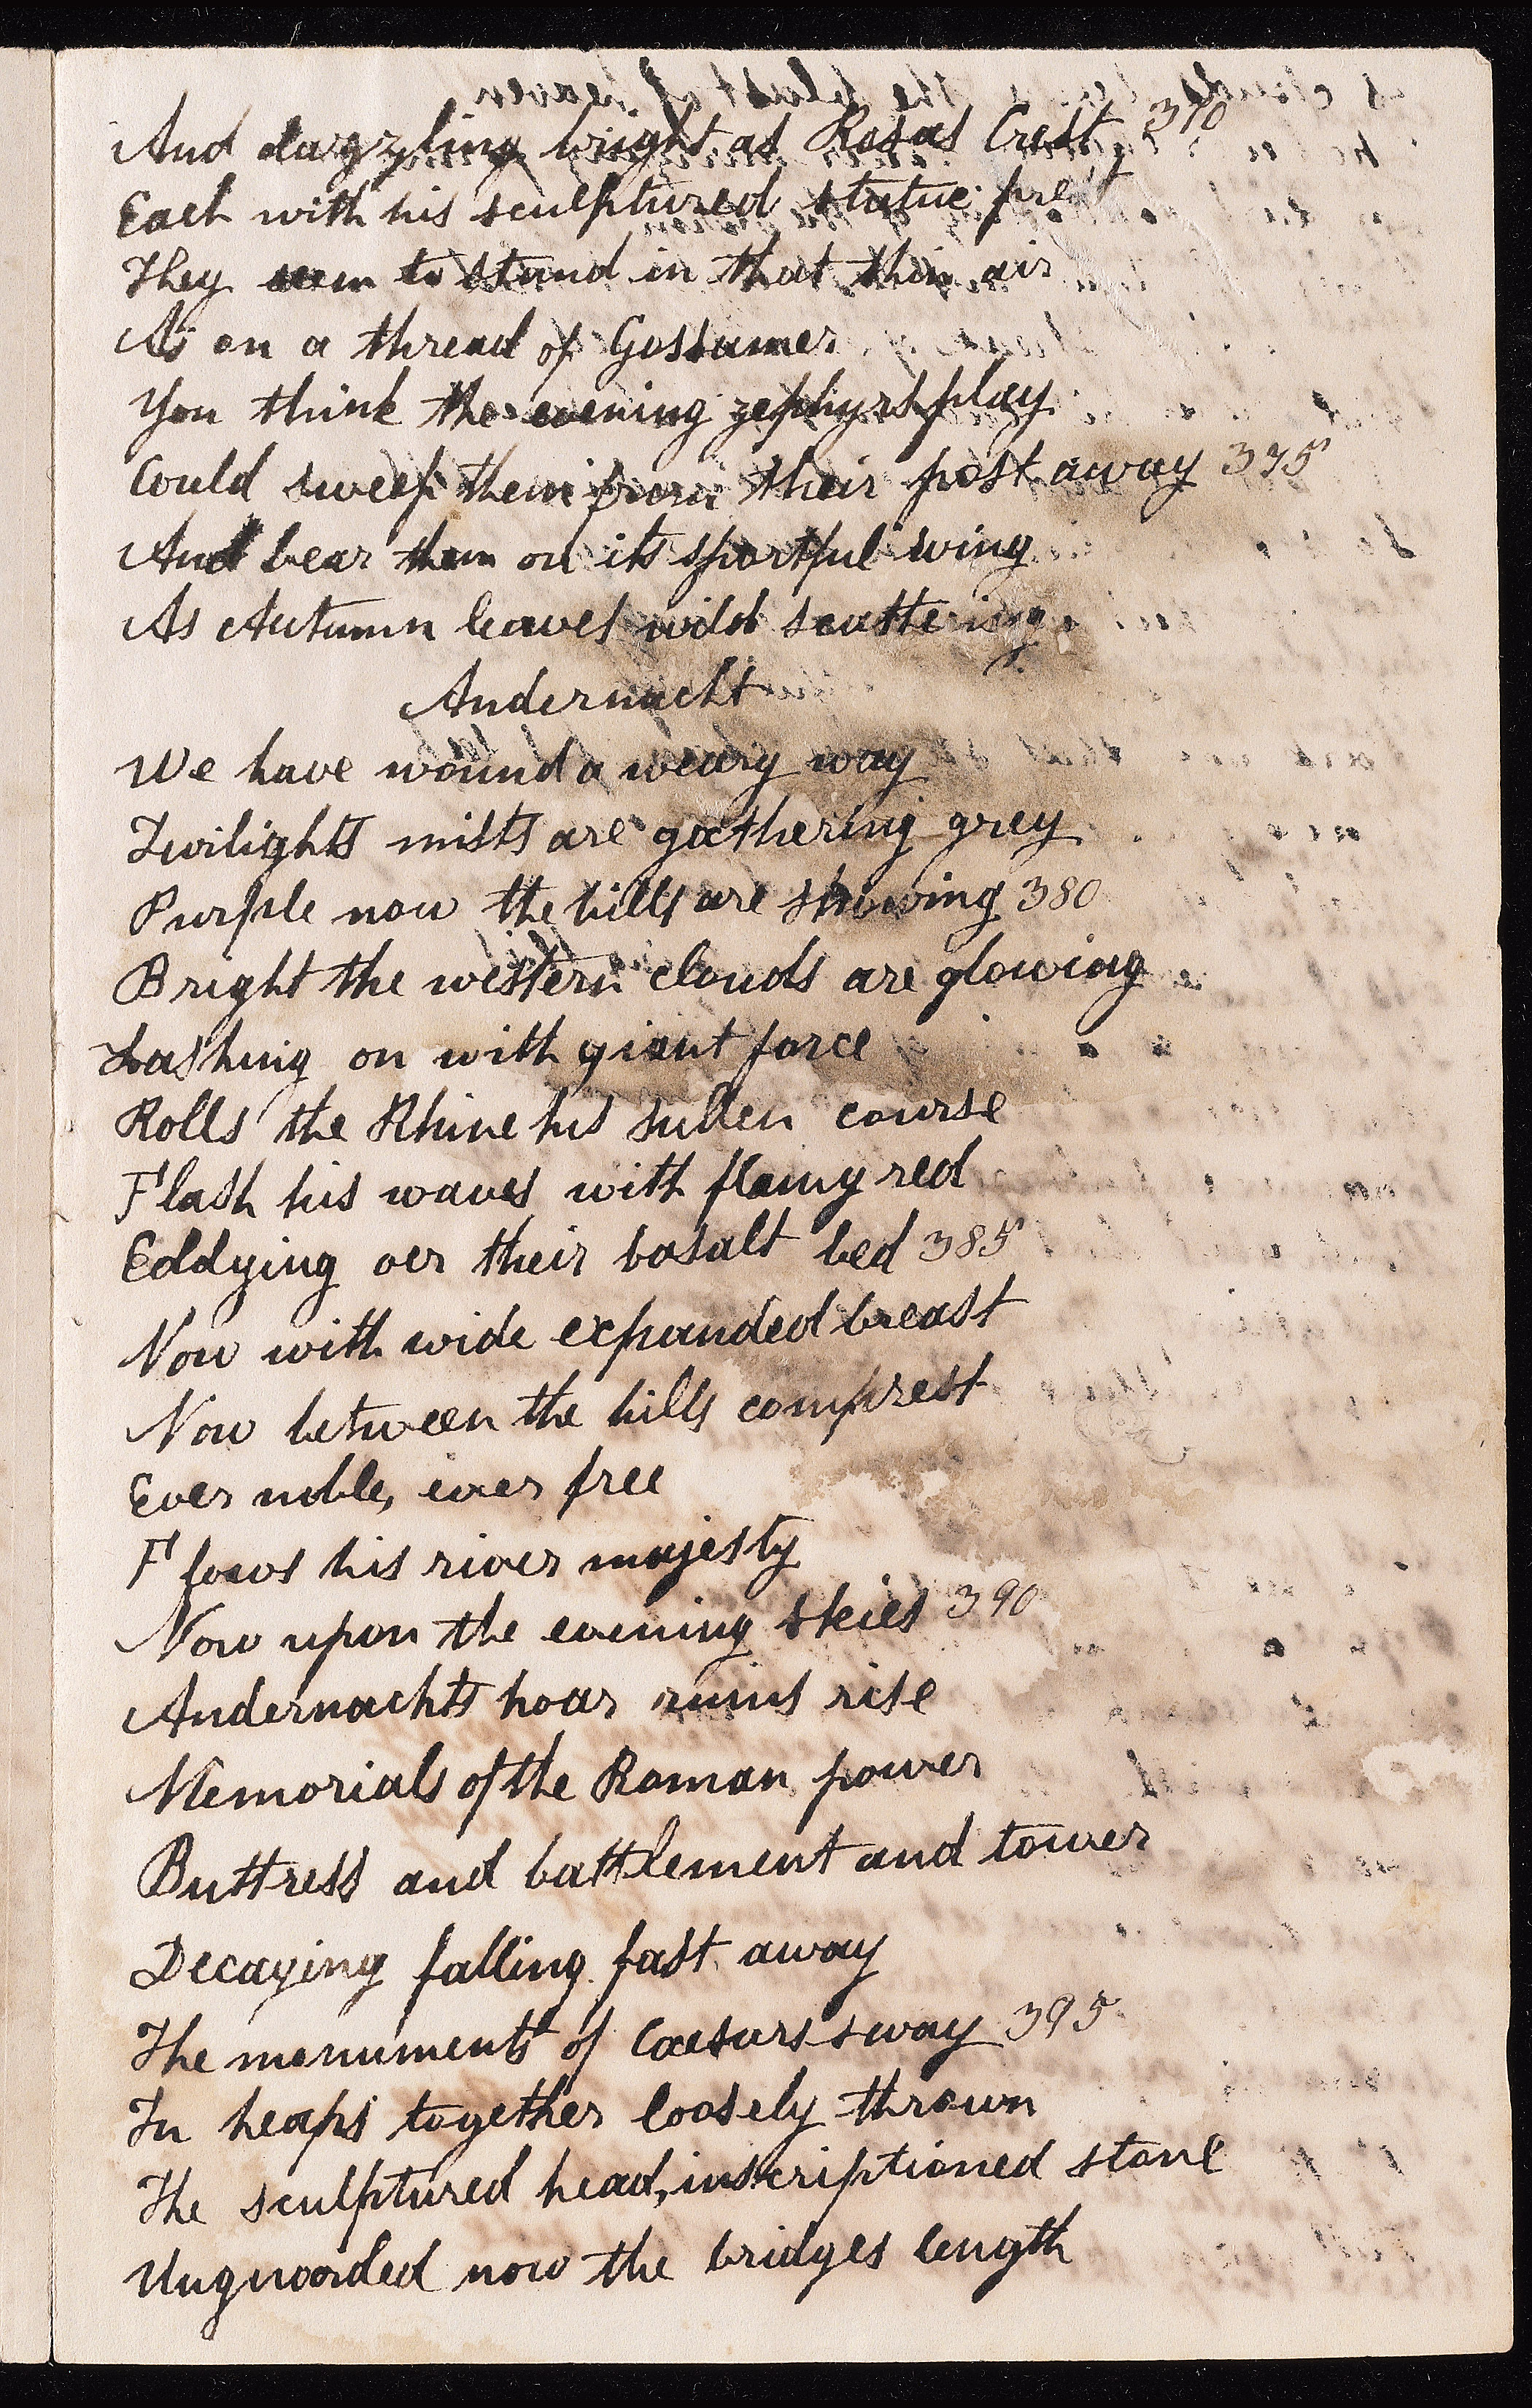 And dazzling bright as Rosas Crest, 370
Each with his sculptured statue prest
They seem to stand in that thin air
As on a thread of Gossamer
You think the evening zephyrs play
Could sweep them from their post away 375
And bear them on its sportful wing
As Autumn leaves wild scattering.
Andernacht
We have wound a weary way
Twilights mists are gathering grey
Purple now the hills are showing 380
Bright the western clouds are glowing
Lashing on with giant force
Rolls the Rhine his sullen course
Flash his waves with flamy red
Eddying oer their basalt bed 385
Now with wide expanded breast
Now between the hills comprest
Ever noble, ever free
Flows his river majesty
Now upon the evening skies 390
Andernachts hoar ruins rise
Memorials of the Roman power
Buttress and battlement and tower
Decaying falling fast away
The monuments of Caesars sway 395
In heaps together loosely thrown
The sculptured head, inscriptioned stone
Unguarded now the bridges length